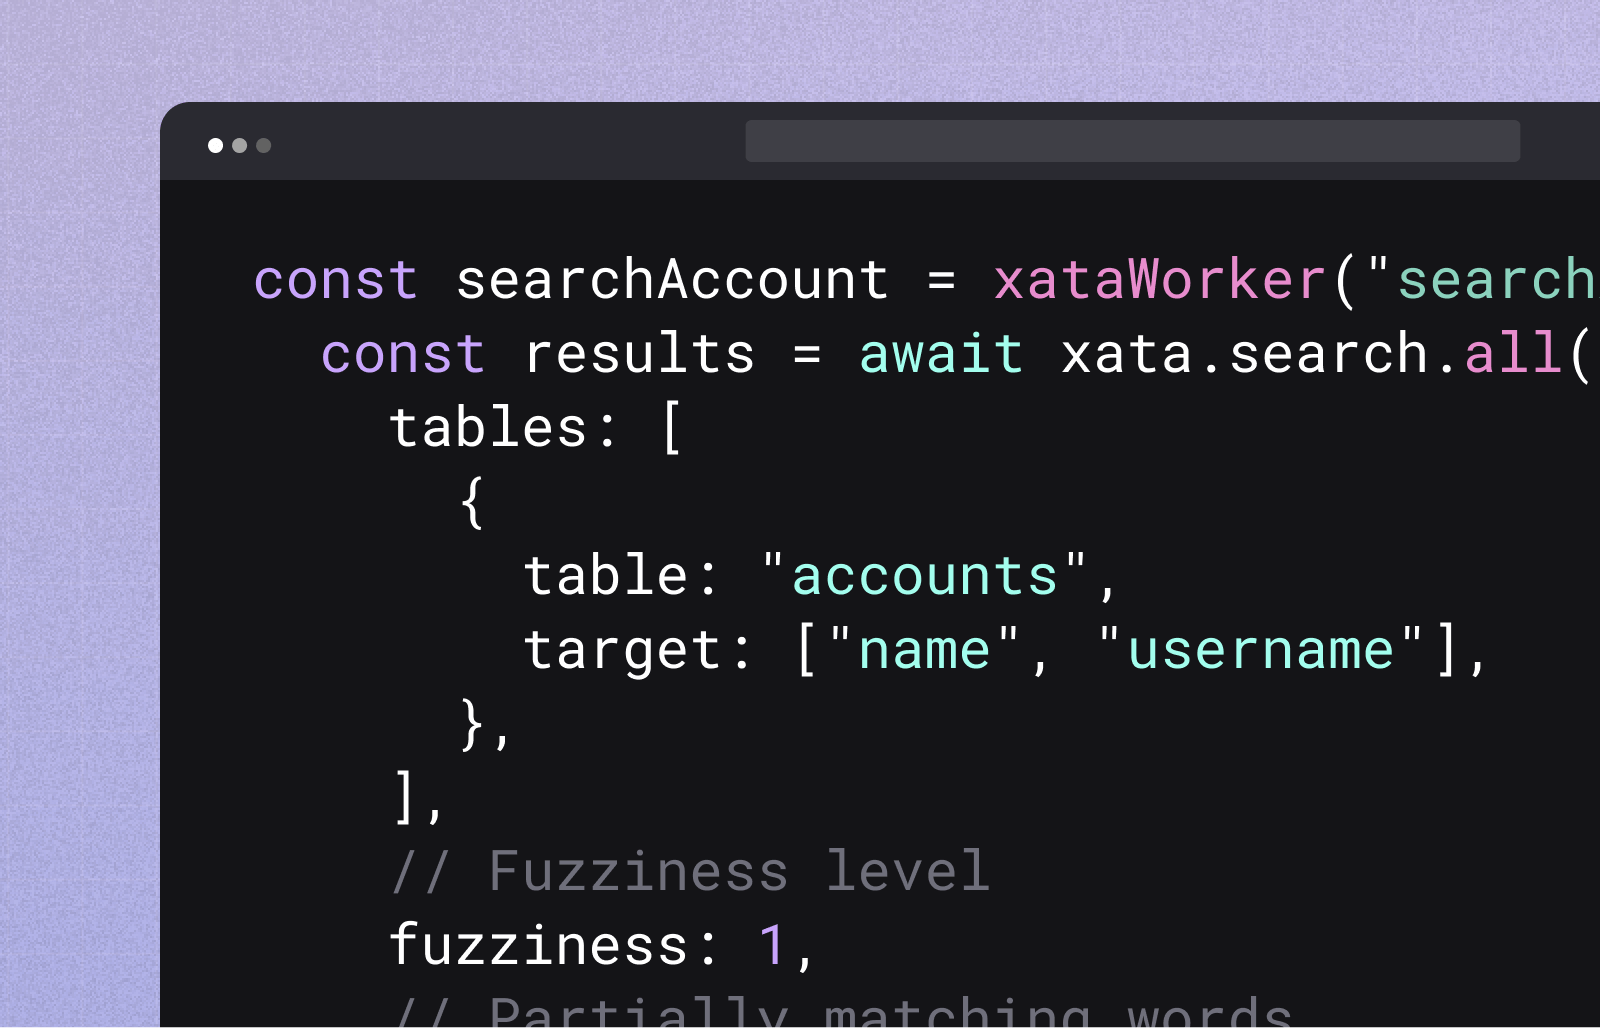 const searchAccount = xataWorker("search
const results = await xata.search.all(
tables: [
{
table: "accounts",
target: ["name", "username"],
},
],
// Fuzziness level
fuzziness: 1,
// Partially matching words